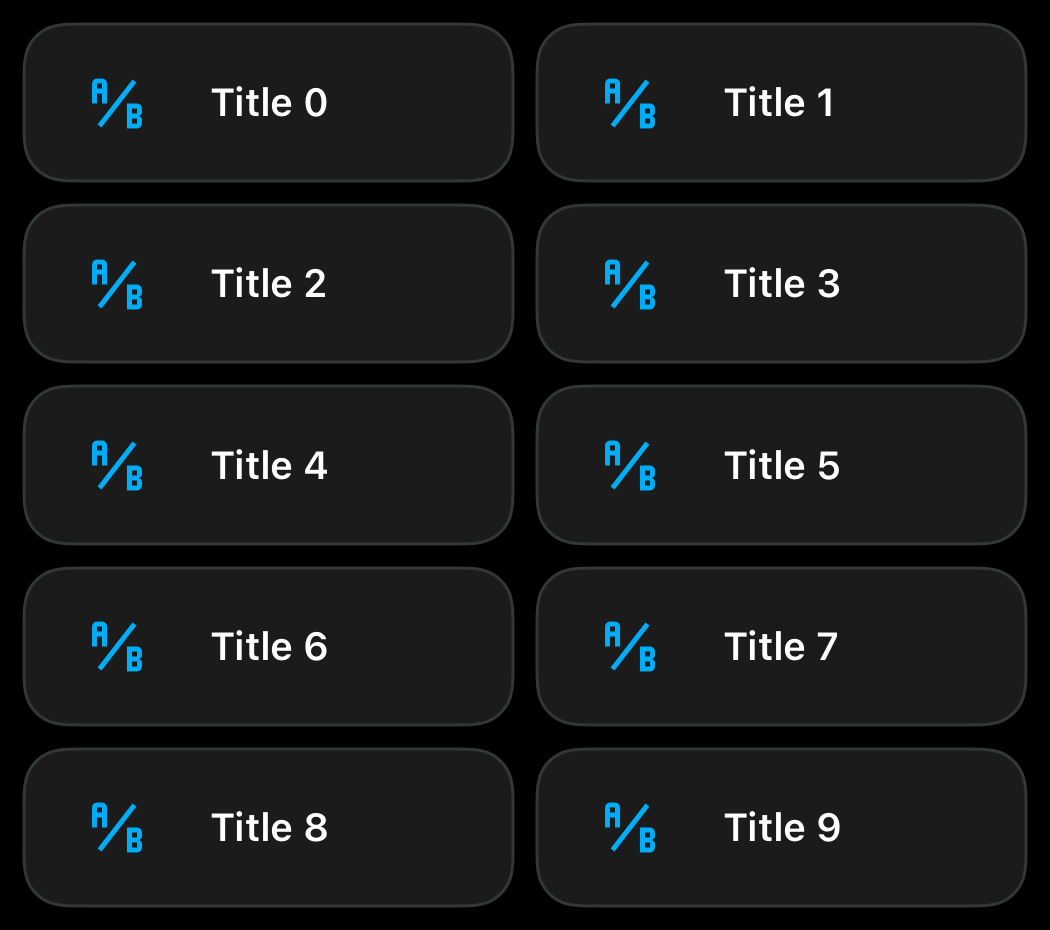 A/B Title 0
A/B Title 1
A/B Title 2
A/B Title 3
A/B Title 4
A/B Title 5
A/B Title 6
A/B Title 7
A/B Title 8
A/B Title 9